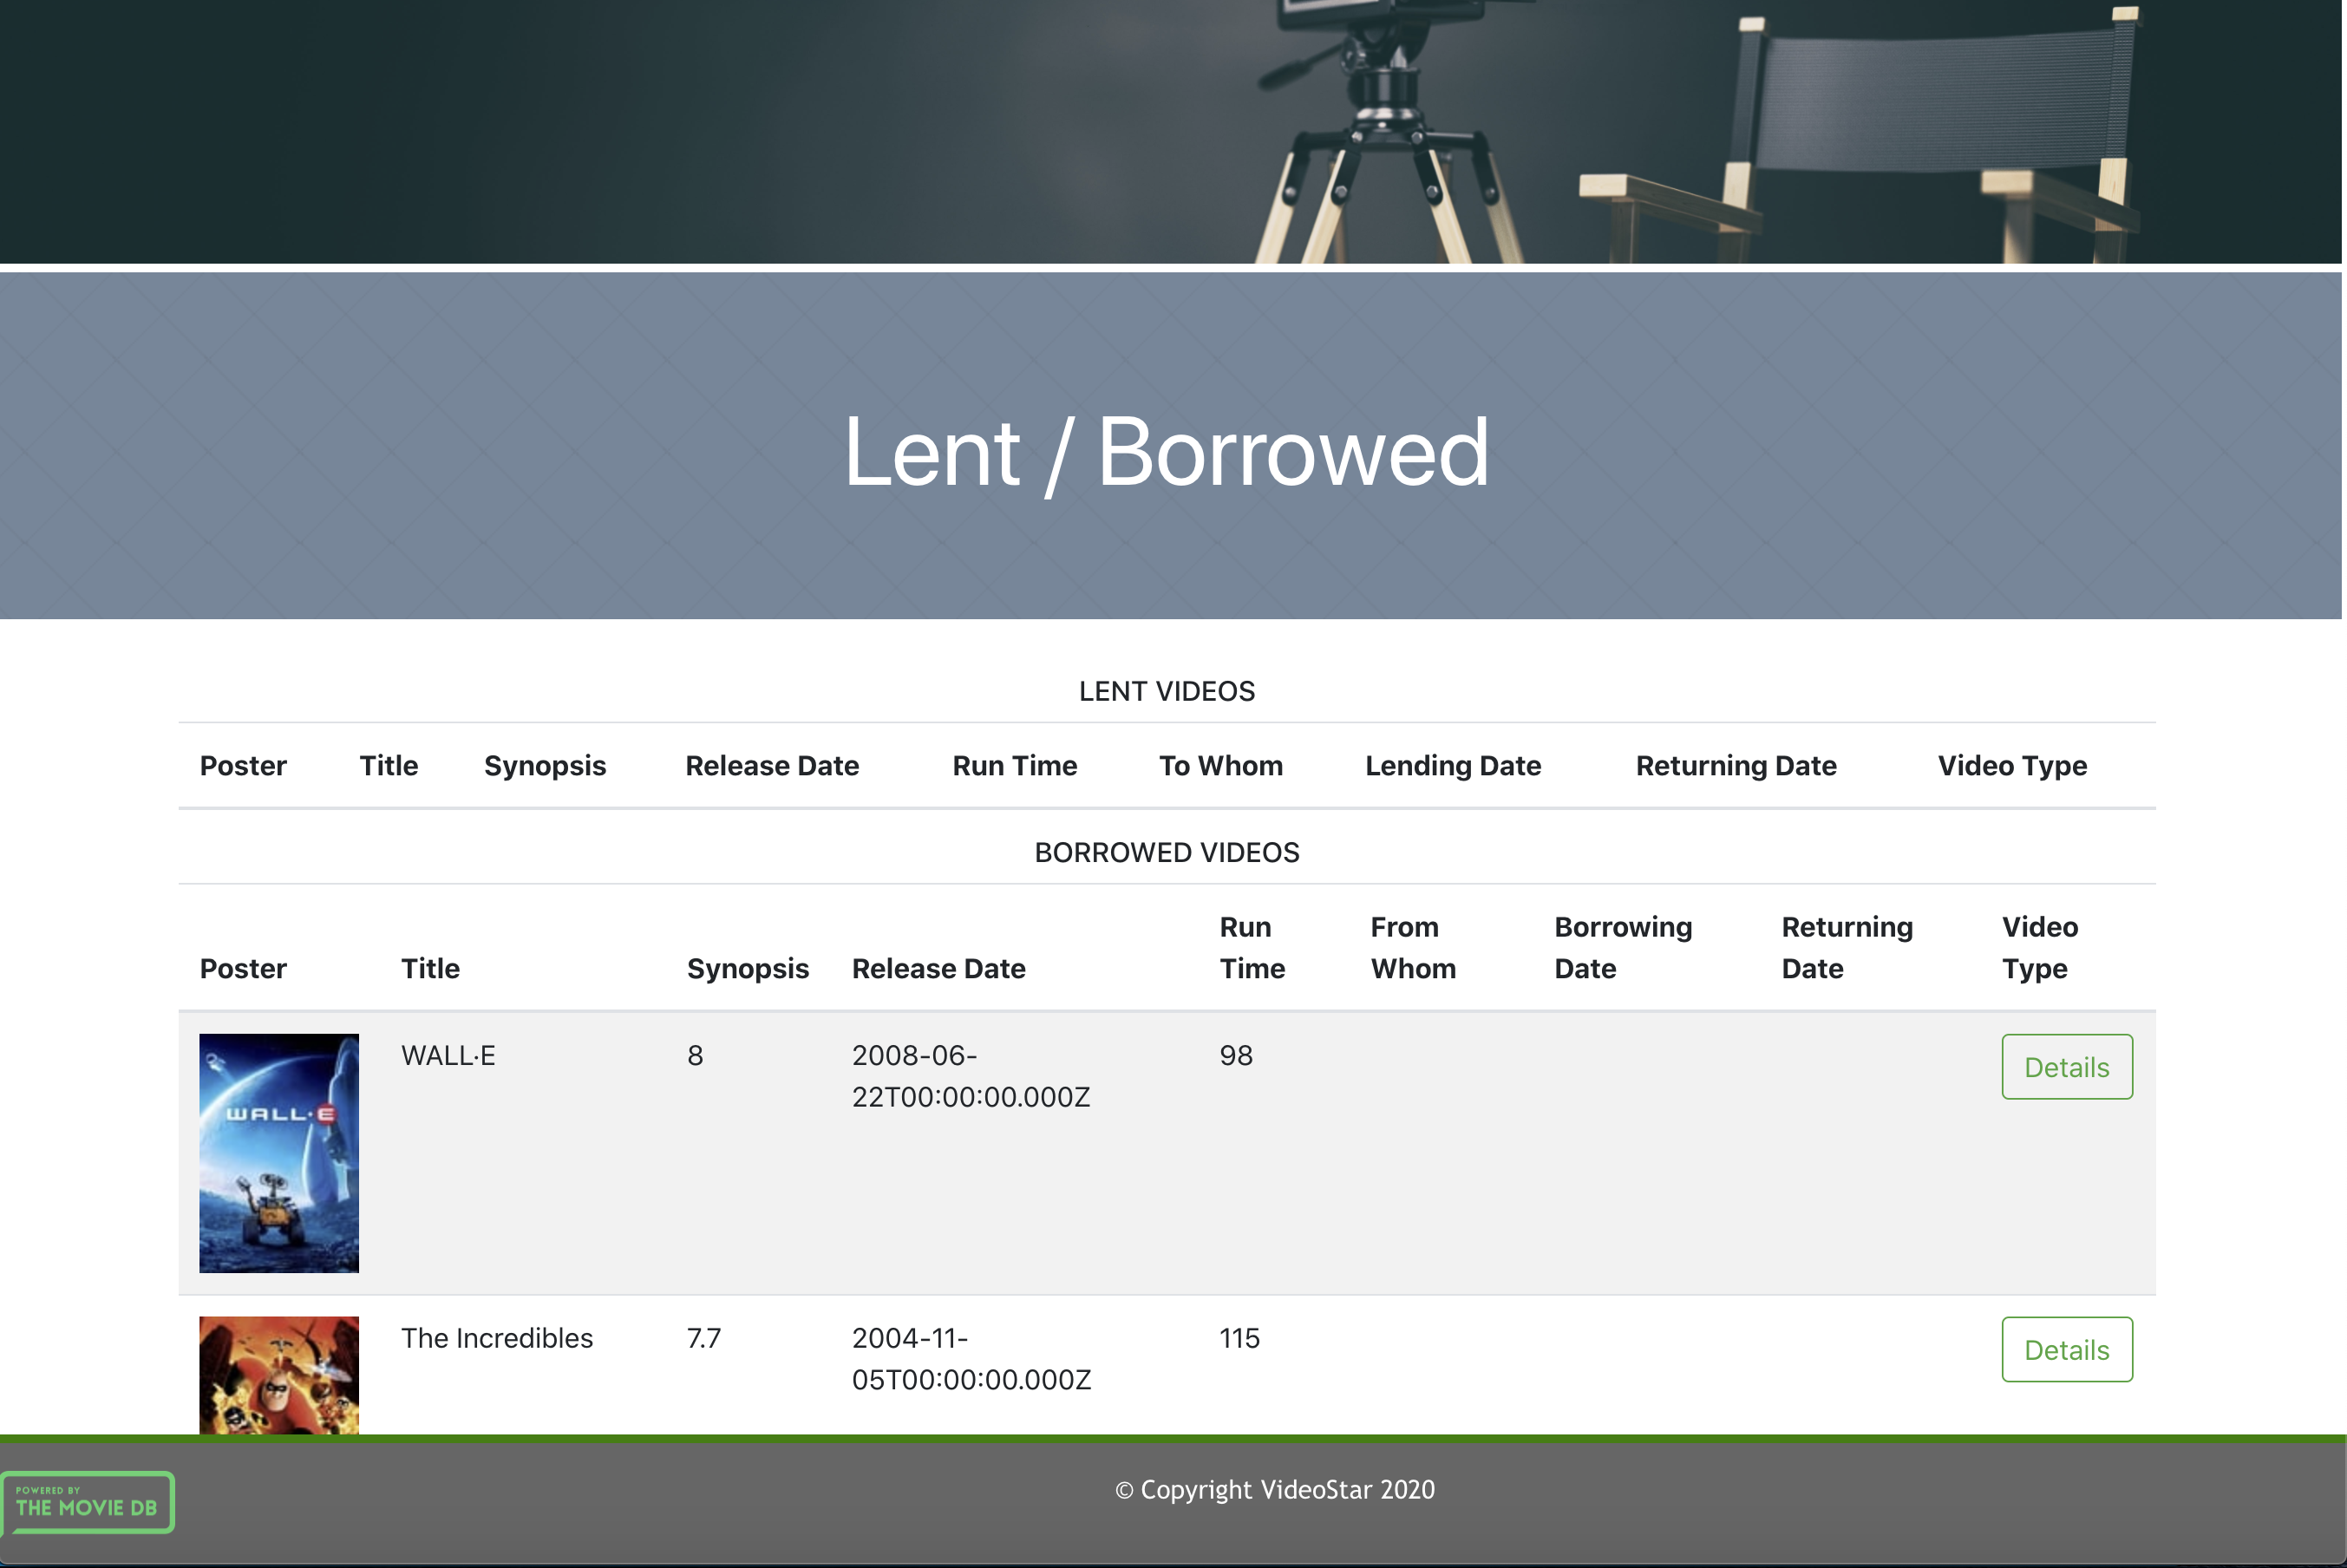 Lent / Borrowed
LENT VIDEOS
Poster Title Synopsis Release Date Run Time To Whom Lending Date Returning Date Video Type
BORROWED VIDEOS
Poster Title Synopsis Release Date Run Time From Whom Borrowing Date Returning Date Video Type
WALL·E
WALL·E 8 2008-06-
22T00:00:00.000Z 98 Details
The Incredibles 7.7 2004-11-
05T00:00:00.000Z 115 Details
POWERED BY
THE MOVIE DB
© Copyright VideoStar 2020